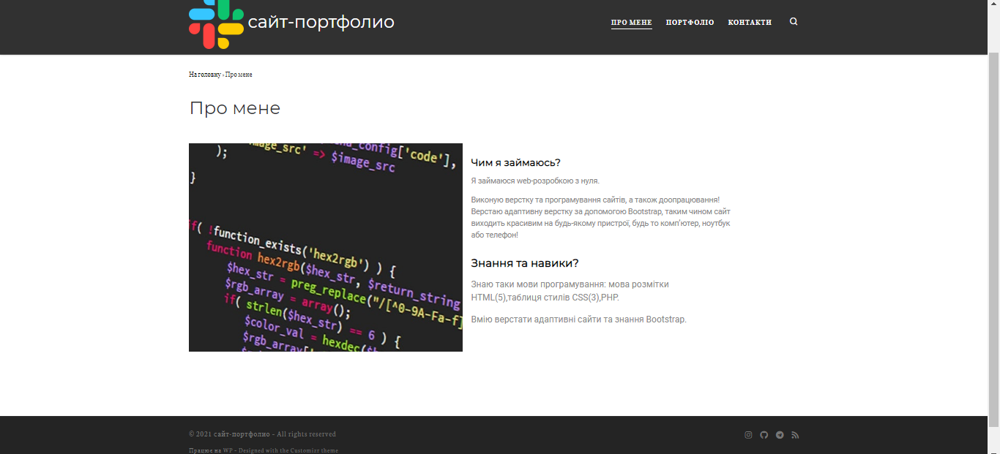 сайт-портфолио
ПРО МЕНЕ ПОРТФОЛІО КОНТАКТИ
На головну » Про мене
Про мене
image_src' => $image_src
_config['code'],
);
}
if( !function_exists('hex2rgb') ) {
function hex2rgb($hex_str, $return_string
$hex_str = preg_replace("/[^0-9A-Fa-f]
$rgb_array = array();
if( strlen($hex_str) == 6 ) {
$color_val = hexdec($h
$rgb_array['
Чим я займаюсь?
Я займаюся web-розробкою з нуля.
Виконую верстку та програмування сайтів, а також доопрацювання!
Верстаю адаптивну верстку за допомогою Bootstrap, таким чином сайт
виходить красивим на будь-якому пристрої, будь то комп'ютер, ноутбук
або телефон!
Знання та навики?
Знаю таки мови програмування: мова розмітки
HTML(5),таблиця стилів CSS(3),PHP.
Вмію верстати адаптивні сайти та знання Bootstrap.
© 2021 сайт-портфолио - All rights reserved
Працює на WP - Designed with the Customizr theme